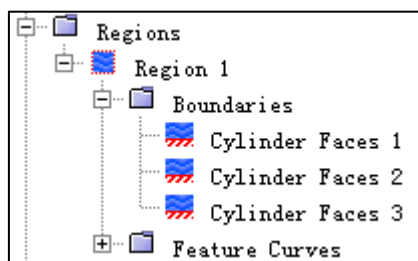 Regions
Region 1
Boundaries
Cylinder Faces 1
Cylinder Faces 2
Cylinder Faces 3
Feature Curves